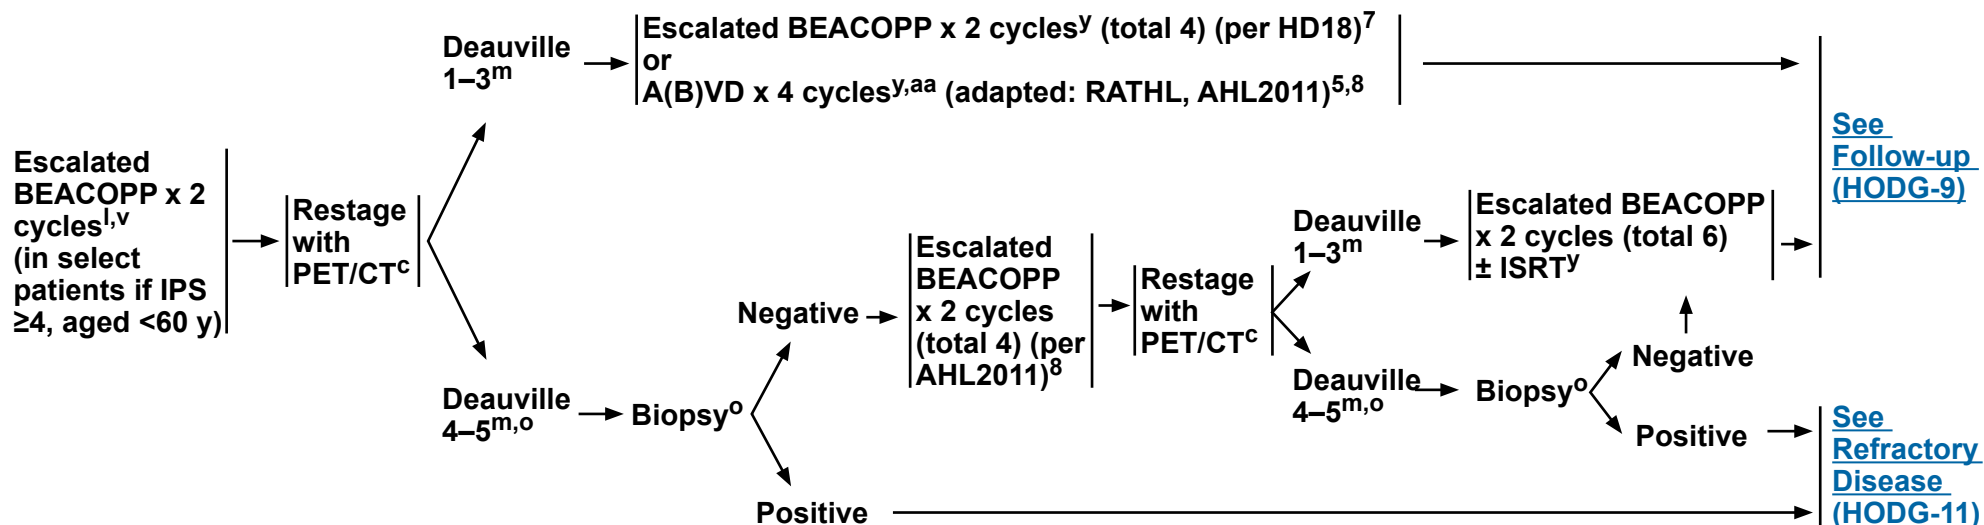 Escalated
BEACOPP x 2
cyclesl,v
(in select
patients if IPS
≥4, aged <60 y)
Restage
with
PET/CTc
Deauville
1–3m
Escalated BEACOPP x 2 cyclesy (total 4) (per HD18)7
or
A(B)VD x 4 cyclesy,aa (adapted: RATHL, AHL2011)5,8
Deauville
4–5m,o
Biopsyo
Negative
Escalated
BEACOPP
x 2 cycles
(total 4) (per
AHL2011)8
Restage
with
PET/CTc
Deauville
1–3m
Escalated BEACOPP
x 2 cycles (total 6)
± ISRTy
Deauville
4–5m,o
Biopsyo
Negative
Positive
Positive
See
Follow-up
(HODG-9)
See
Refractory
Disease
(HODG-11)